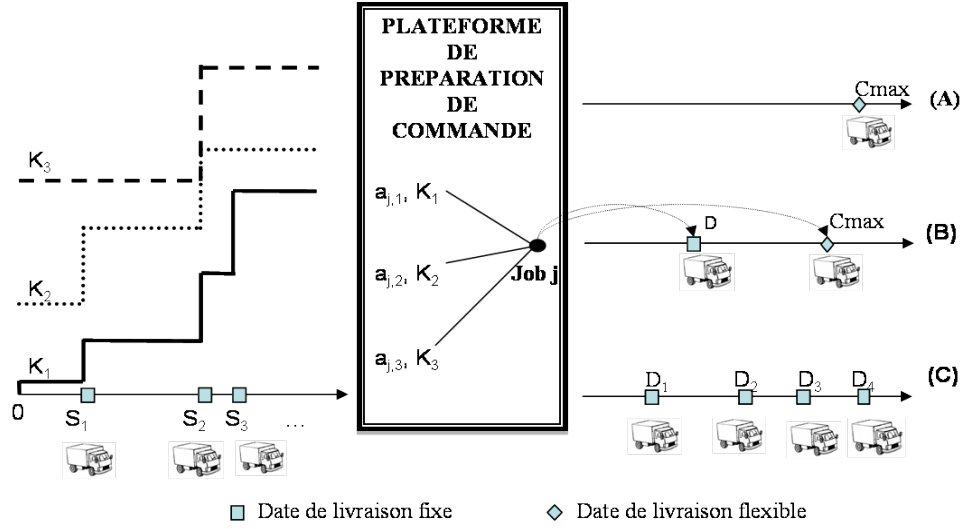 PLATEFORME
DE
PREPARATION
DE
COMMANDE
K3
K2
K1
0
S1
S2
S3
...
aj,1, K1
aj,2, K2
aj,3, K3
Job j
Cmax
(A)
D
Cmax
(B)
D1
D2
D3
D4
(C)
Date de livraison fixe
Date de livraison flexible